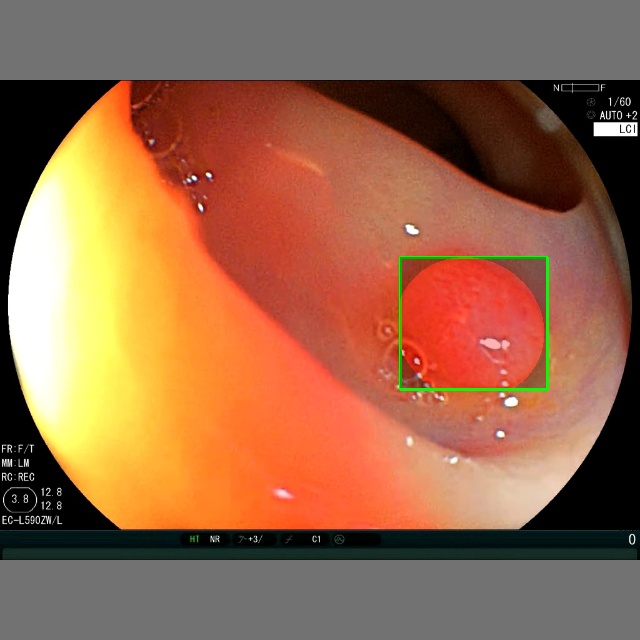 N F
1/60
AUTO +2
LCI
FR:F/T
MM:LM
RC:REC
3.8 12.8
12.8
EC-L590ZW/L
HT NR +3/ C1
0